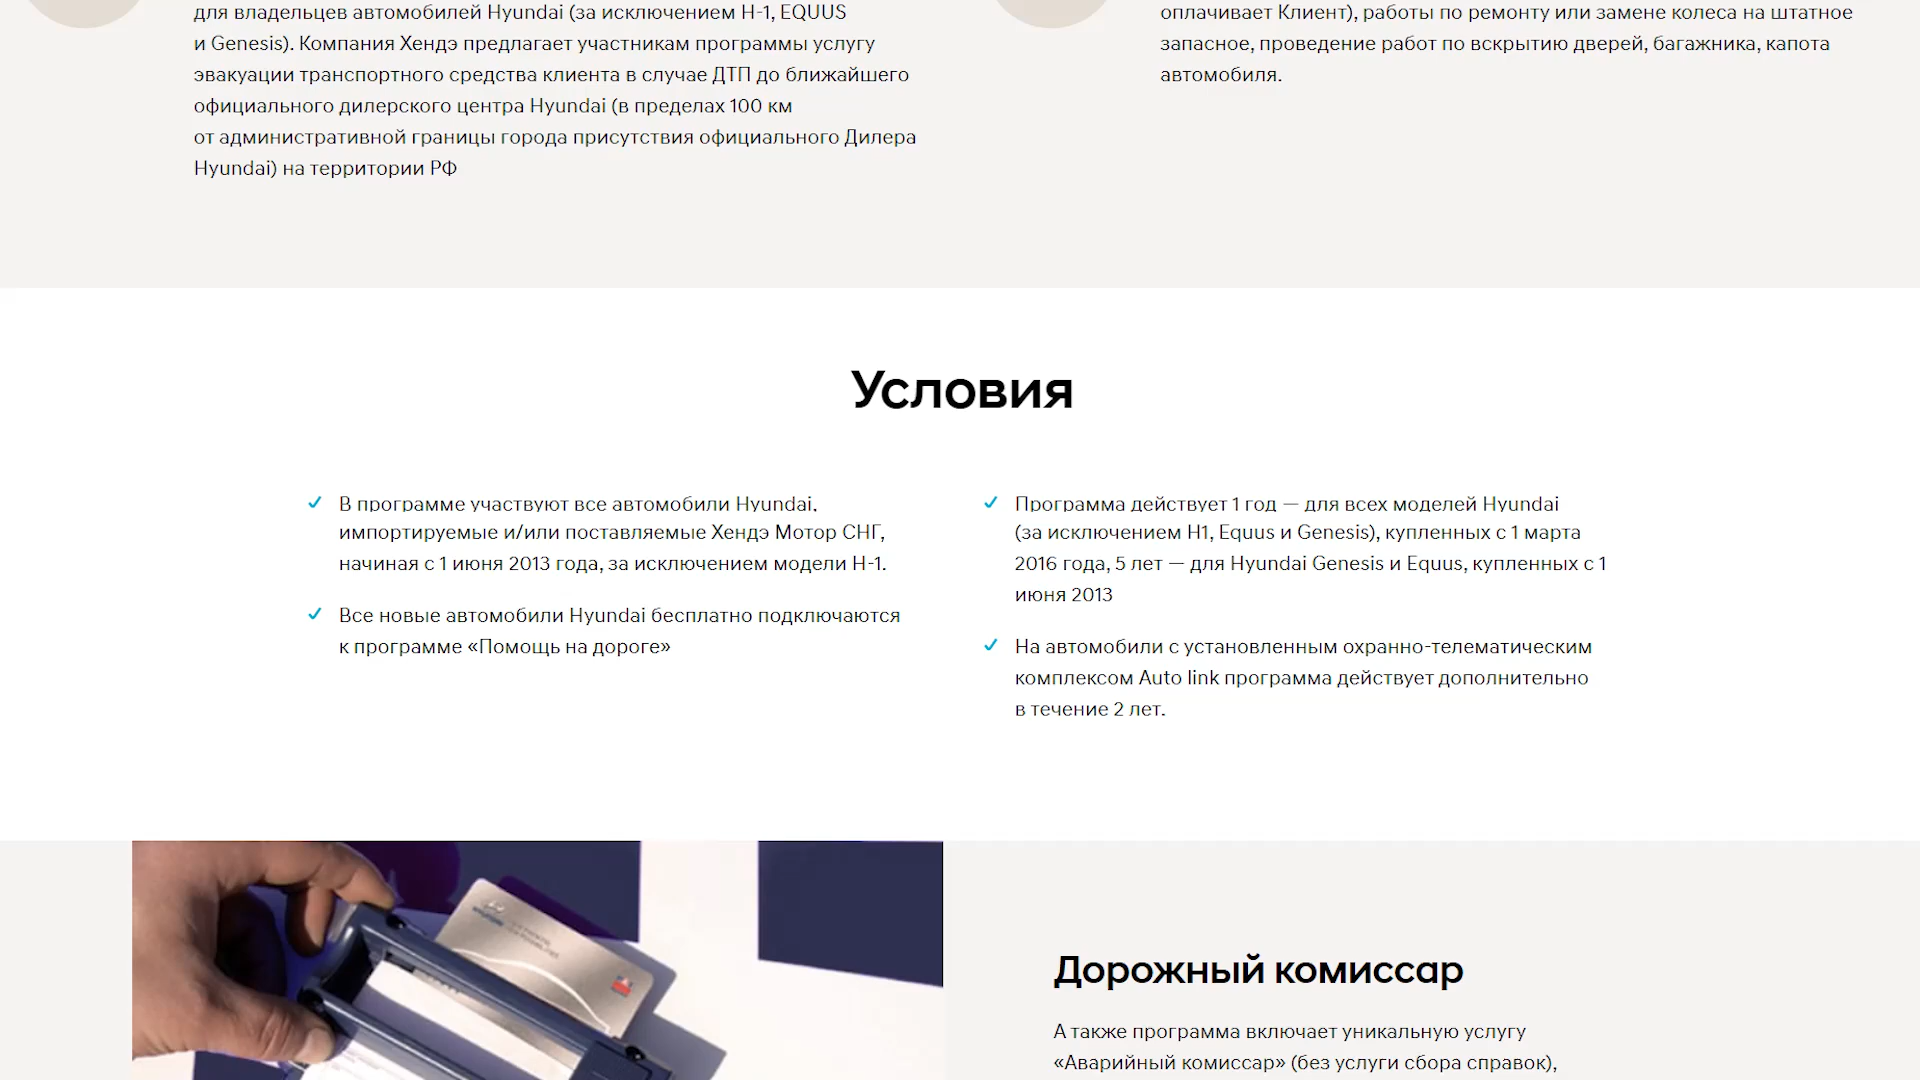 для владельцев автомобилей Hyundai (за исключением H-1, EQUUS
и Genesis). Компания Хендэ предлагает участникам программы услугу
эвакуации транспортного средства клиента в случае ДТП до ближайшего
официального дилерского центра Hyundai (в пределах 100 км
от административной границы города присутствия официального Дилера
Hyundai) на территории РФ
оплачивает Клиент), работы по ремонту или замене колеса на штатное
запасное, проведение работ по вскрытию дверей, багажника, капота
автомобиля.
Условия
В программе участвуют все автомобили Hyundai,
импортируемые и/или поставляемые Хендэ Мотор СНГ,
начиная с 1 июня 2013 года, за исключением модели H-1.
Все новые автомобили Hyundai бесплатно подключаются
к программе «Помощь на дороге»
Программа действует 1 год — для всех моделей Hyundai
(за исключением H1, Equus и Genesis), купленных с 1 марта
2016 года, 5 лет — для Hyundai Genesis и Equus, купленных с 1
июня 2013
На автомобили с установленным охранно-телематическим
комплексом Auto link программа действует дополнительно
в течение 2 лет.
Дорожный комиссар
А также программа включает уникальную услугу
«Аварийный комиссар» (без услуги сбора справок),